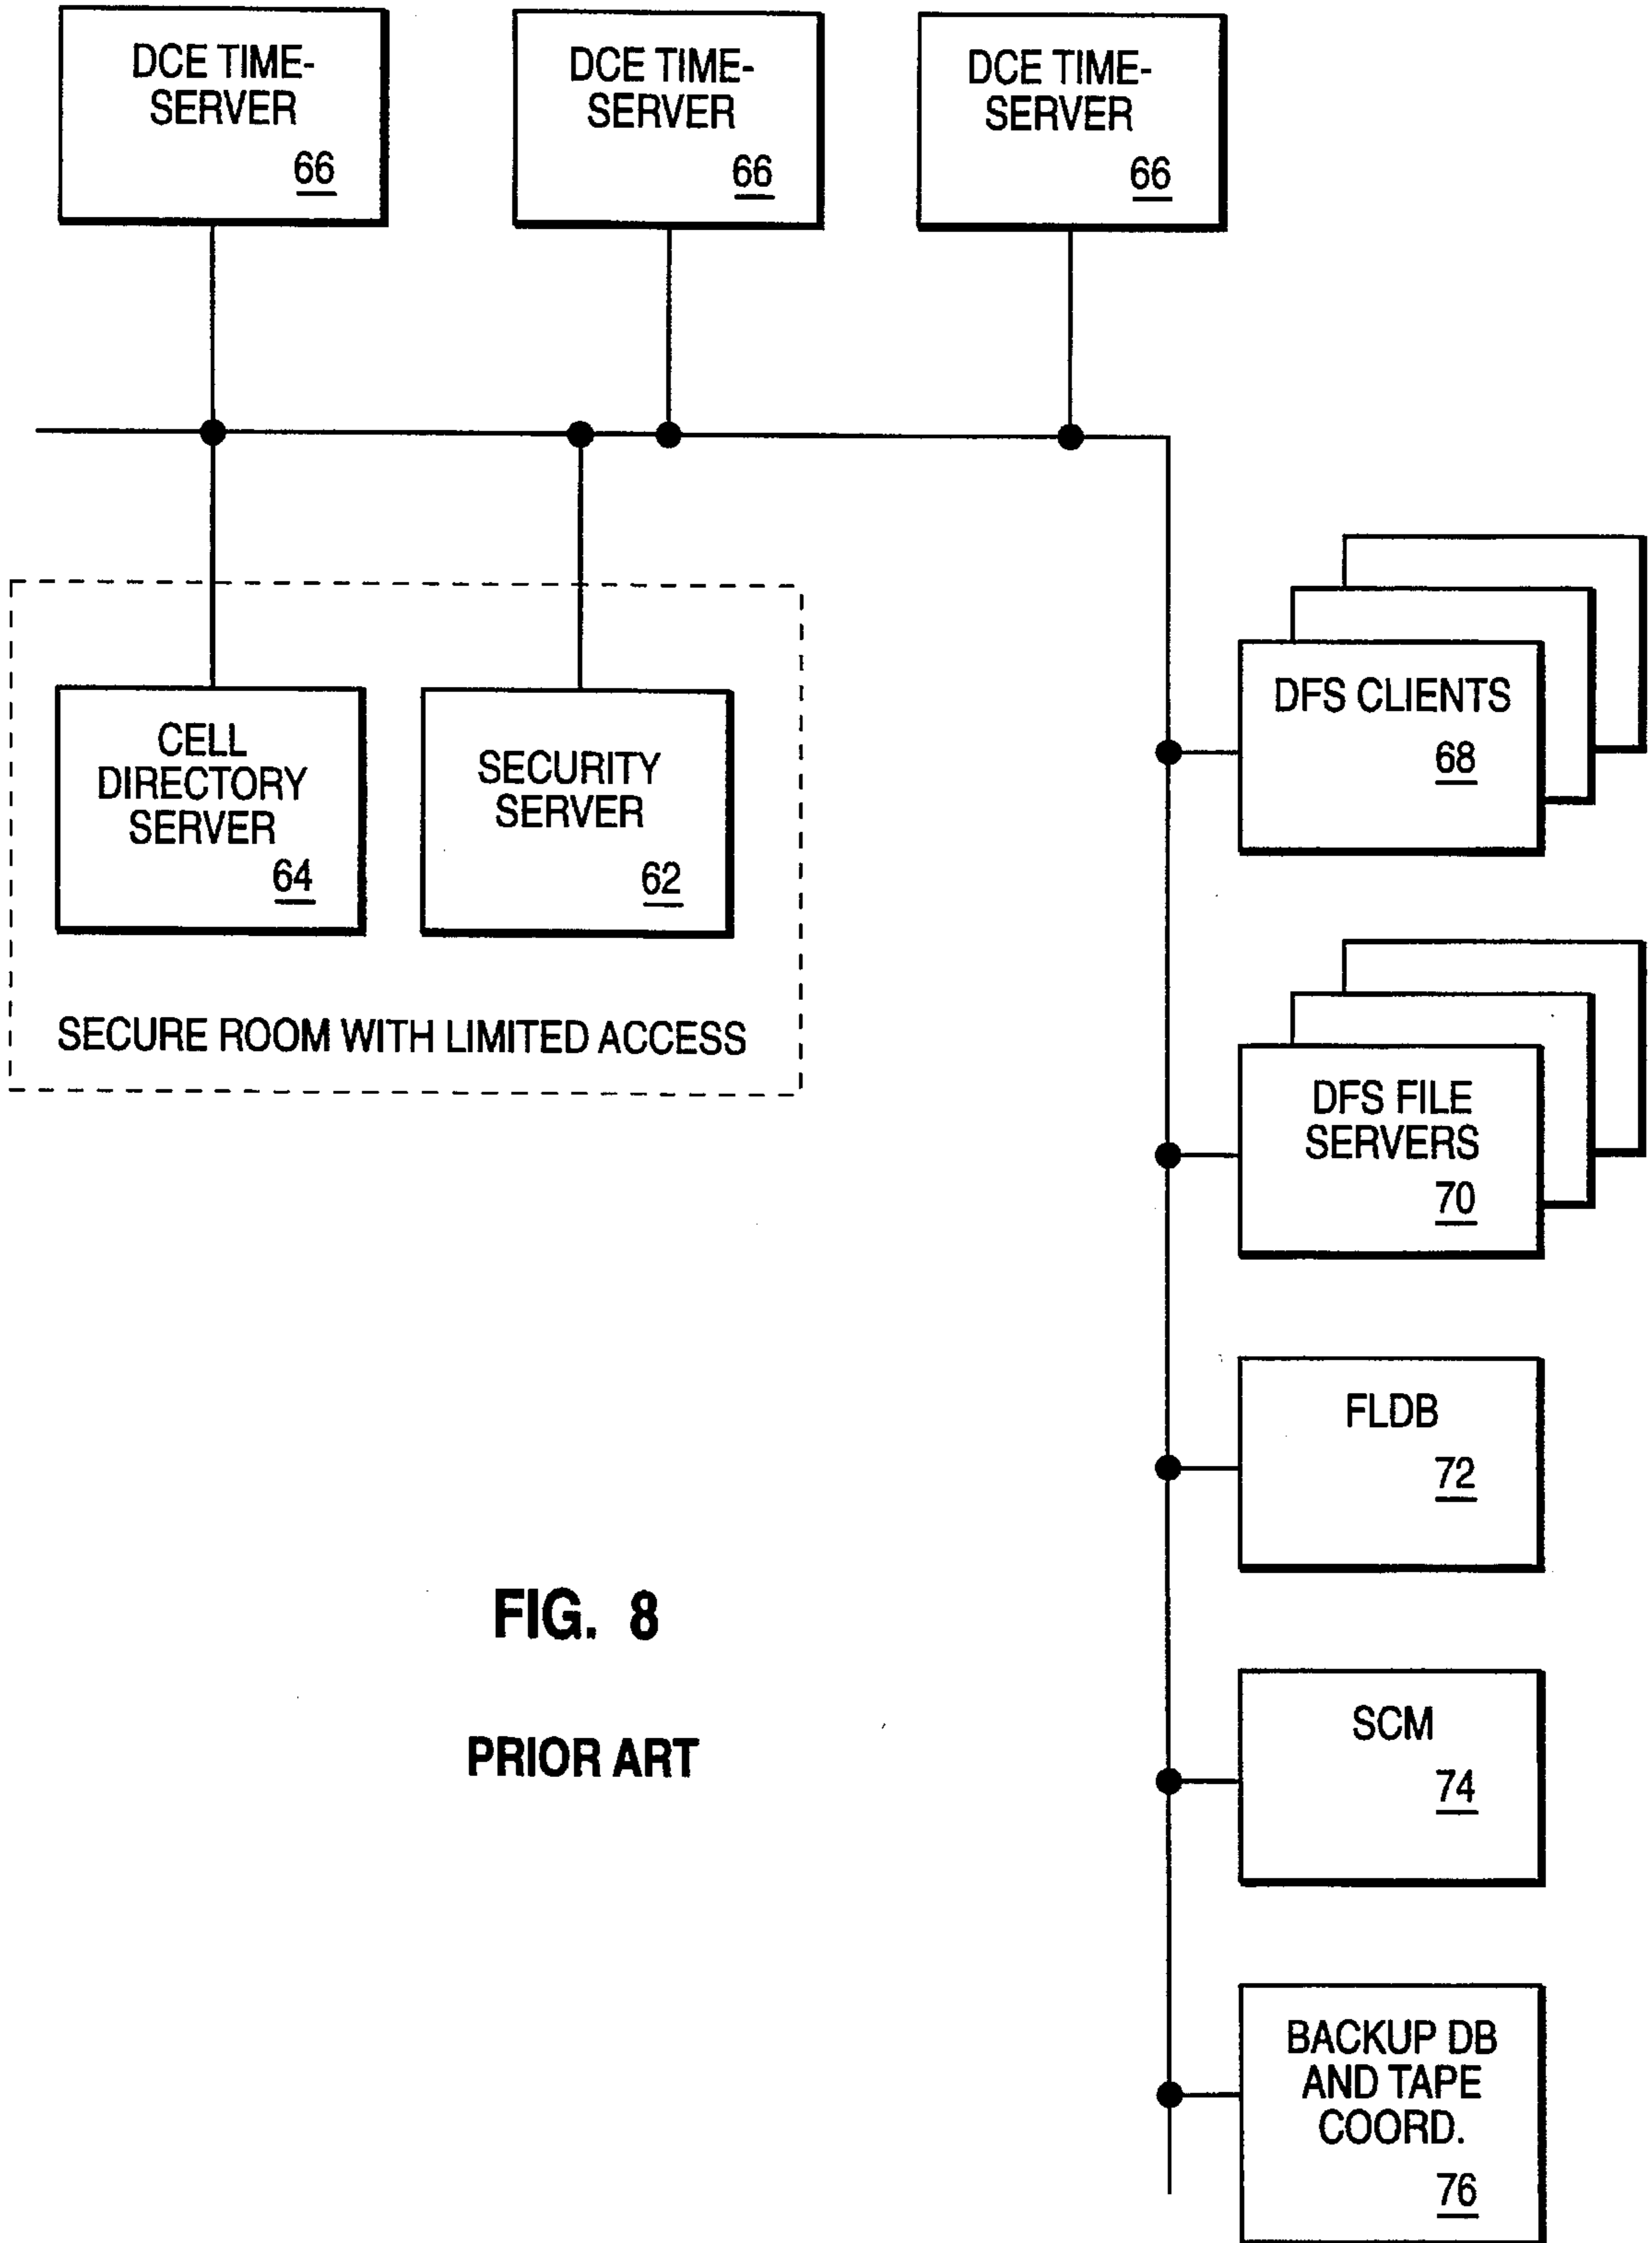 DCE TIME-
SERVER
66
DCE TIME-
SERVER
66
DCE TIME-
SERVER
66
CELL
DIRECTORY
SERVER
64
SECURITY
SERVER
62
SECURE ROOM WITH LIMITED ACCESS
DFS CLIENTS
68
DFS FILE
SERVERS
70
FLDB
72
SCM
74
BACKUP DB
AND TAPE
COORD.
76
FIG. 8
PRIOR ART